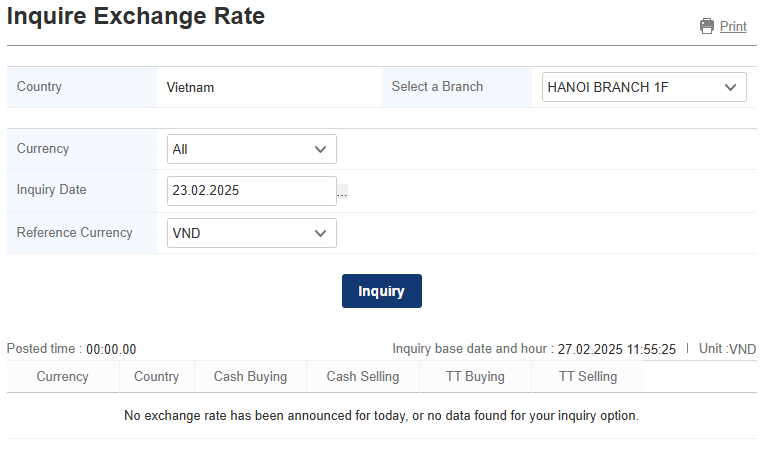 Inquire Exchange Rate
Print
Country Vietnam Select a Branch HANOI BRANCH 1F
Currency All
Inquiry Date 23.02.2025 ...
Reference Currency VND
Inquiry
Posted time : 00:00.00 Inquiry base date and hour : 27.02.2025 11:55:25 | Unit :VND
Currency Country Cash Buying Cash Selling TT Buying TT Selling
No exchange rate has been announced for today, or no data found for your inquiry option.